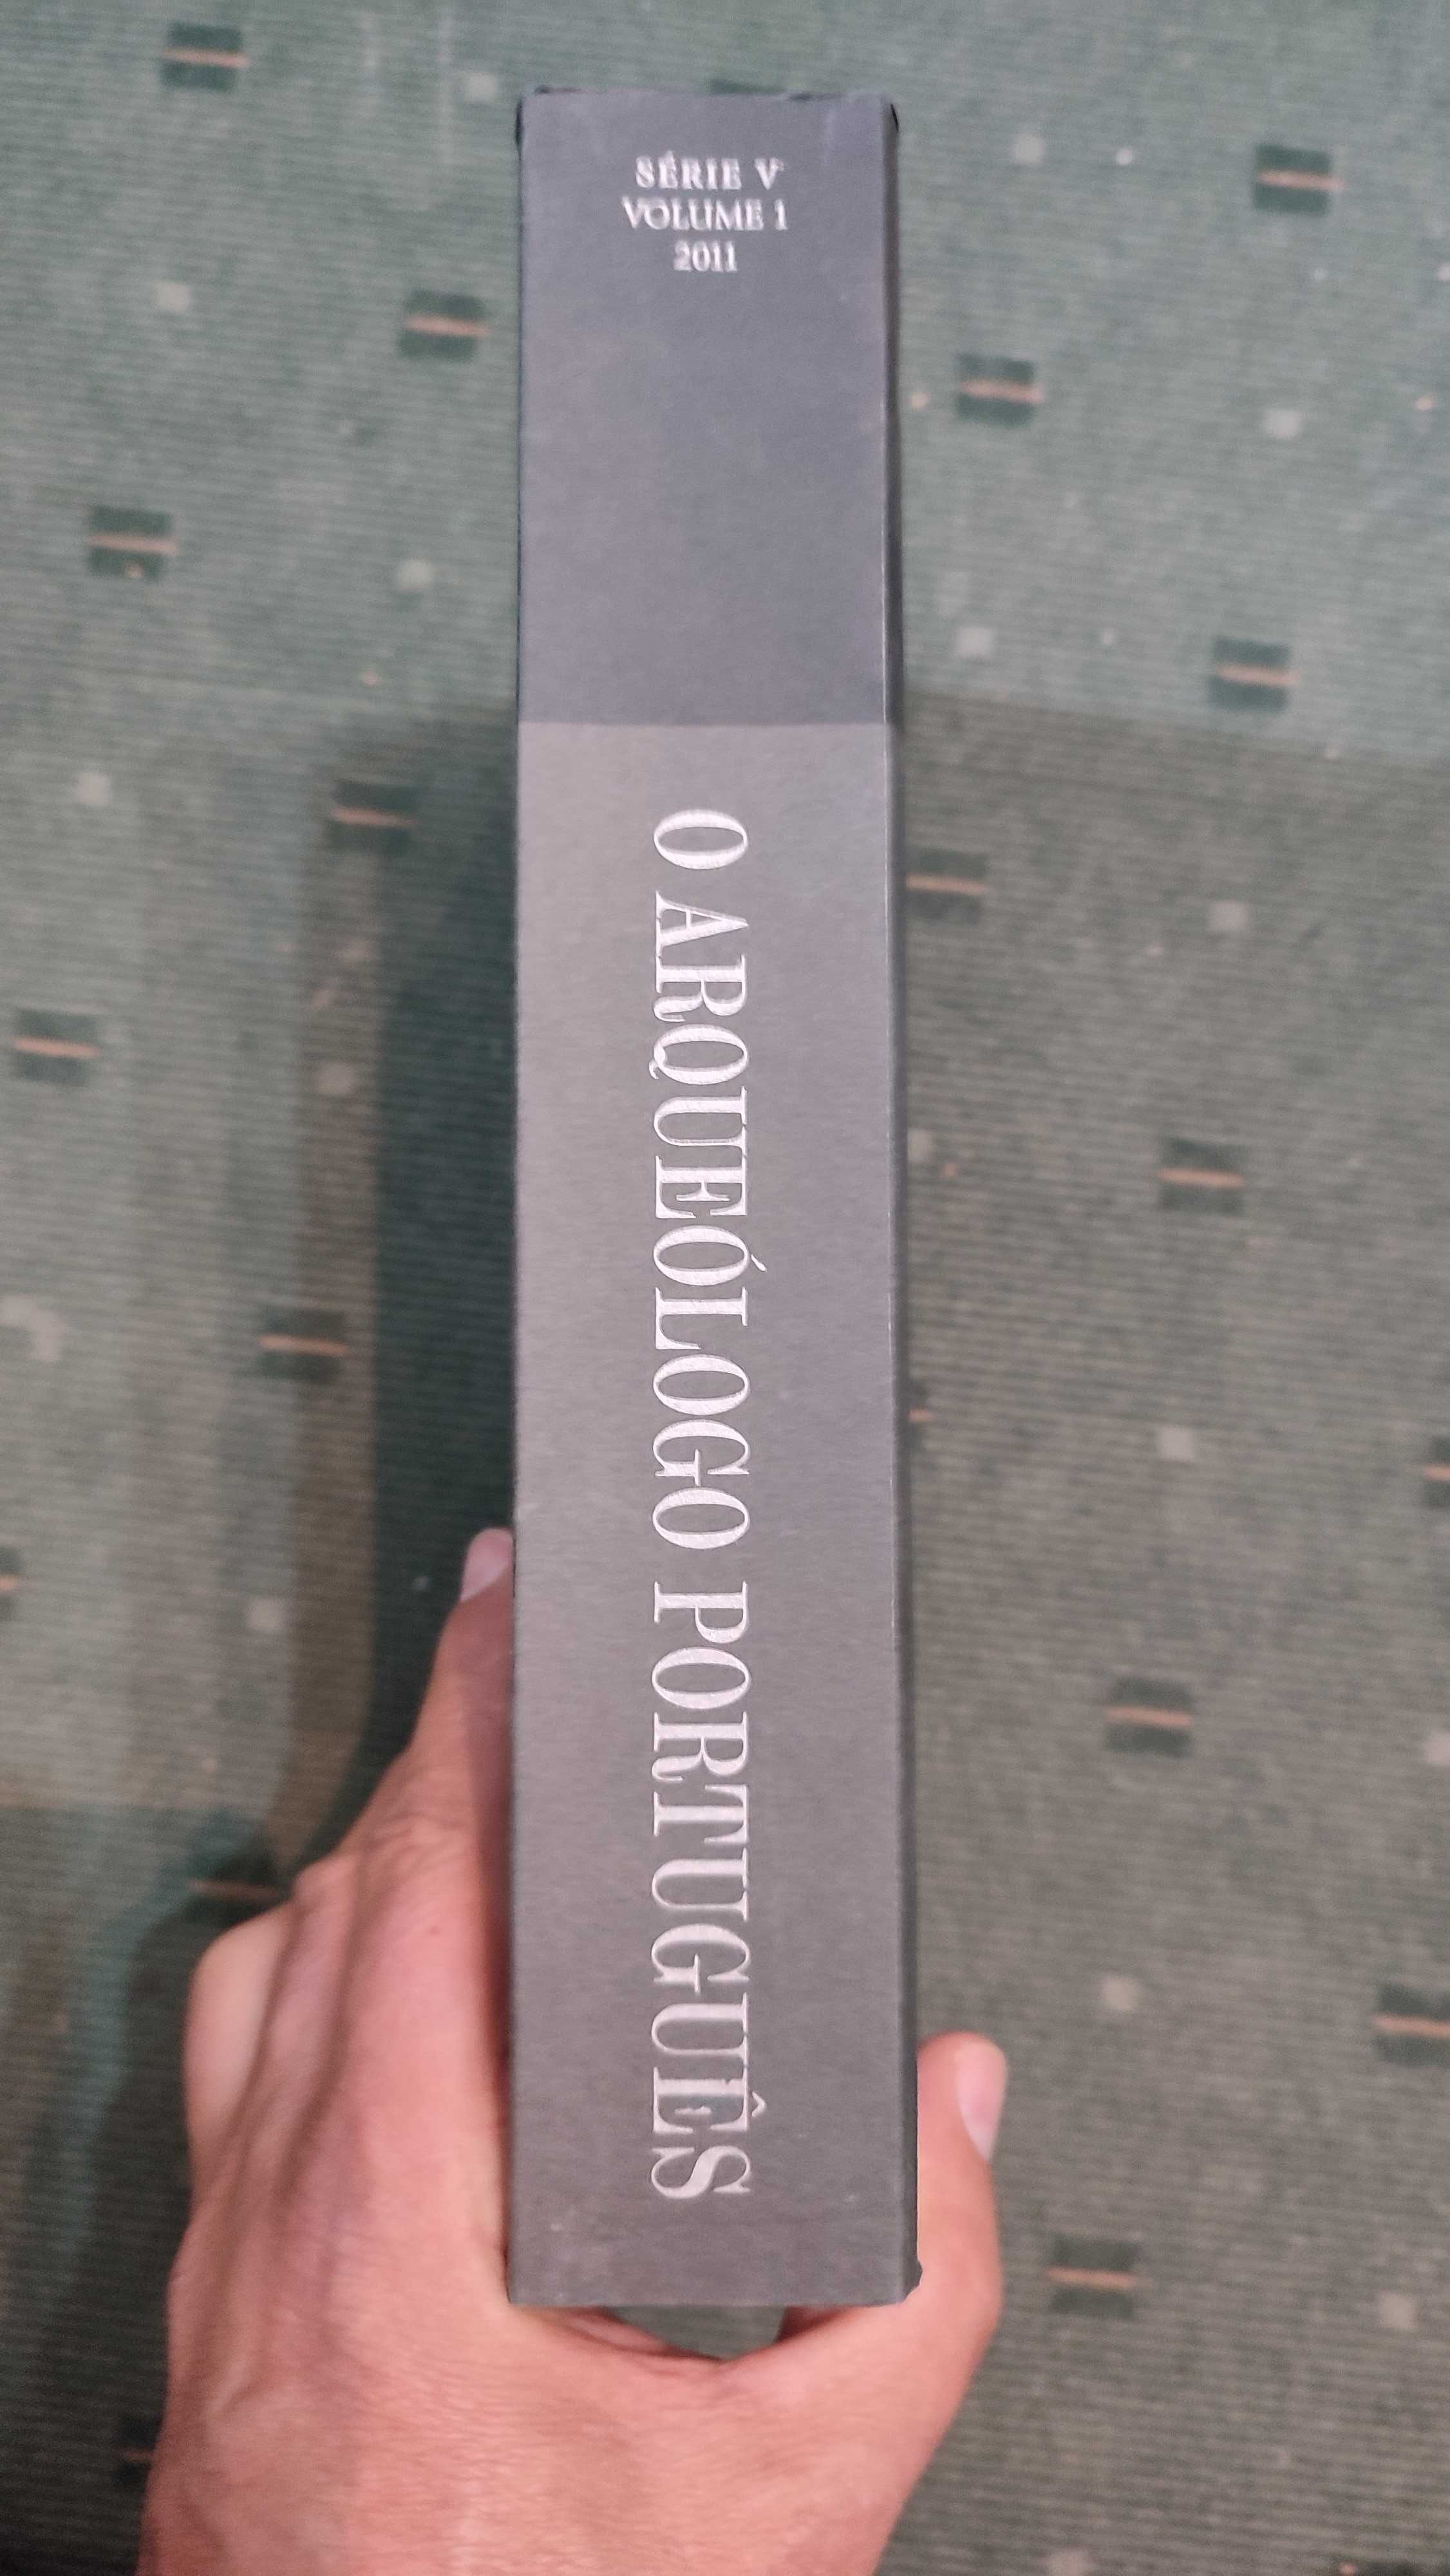 SÉRIE V
VOLUME 1
2011
O ARQUEÓLOGO PORTUGUÊS